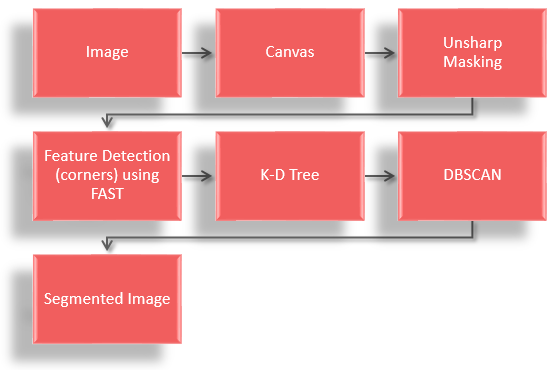 Image
Canvas
Unsharp
Masking
Feature Detection
(corners) using
FAST
K-D Tree
DBSCAN
Segmented Image